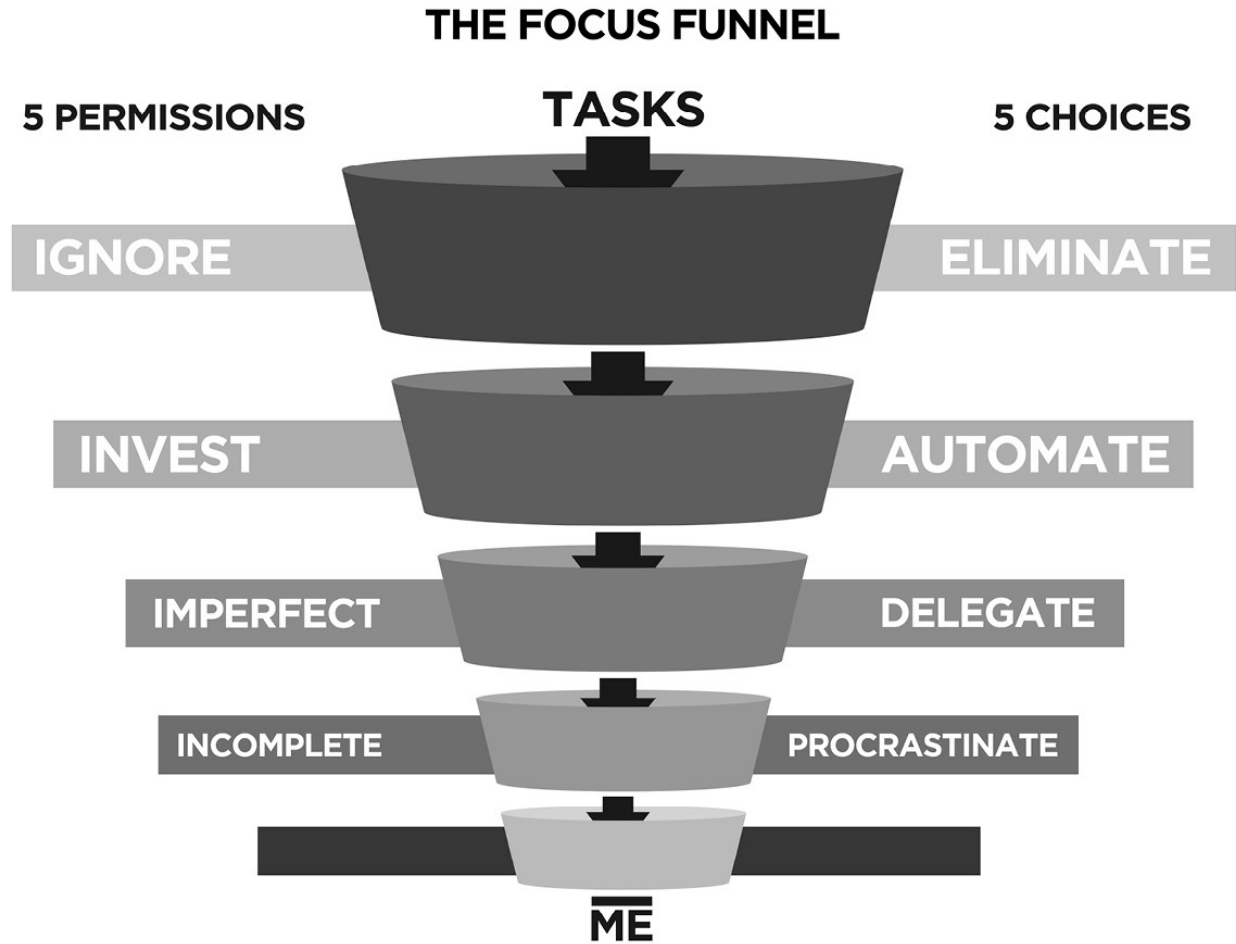 THE FOCUS FUNNEL
5 PERMISSIONS
TASKS
5 CHOICES
IGNORE
ELIMINATE
INVEST
AUTOMATE
IMPERFECT
DELEGATE
INCOMPLETE
PROCRASTINATE
ME